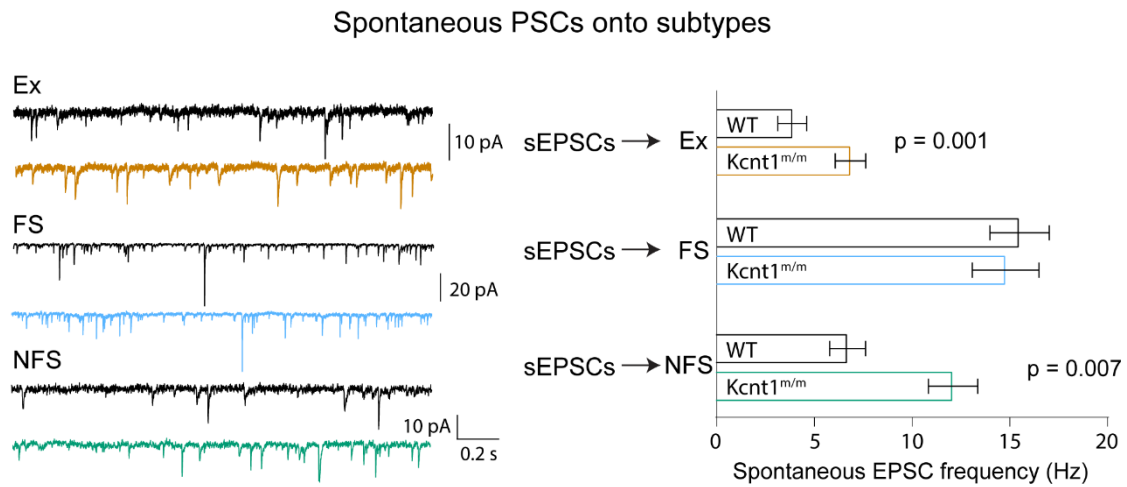 Spontaneous PSCs onto subtypes
Ex
10 pA
FS
20 pA
NFS
10 pA
0.2 s
sEPSCs → Ex
WT
Kcnt1m/m
p = 0.001
sEPSCs → FS
WT
Kcnt1m/m
sEPSCs → NFS
WT
Kcnt1m/m
p = 0.007
0 5 10 15 20
Spontaneous EPSC frequency (Hz)